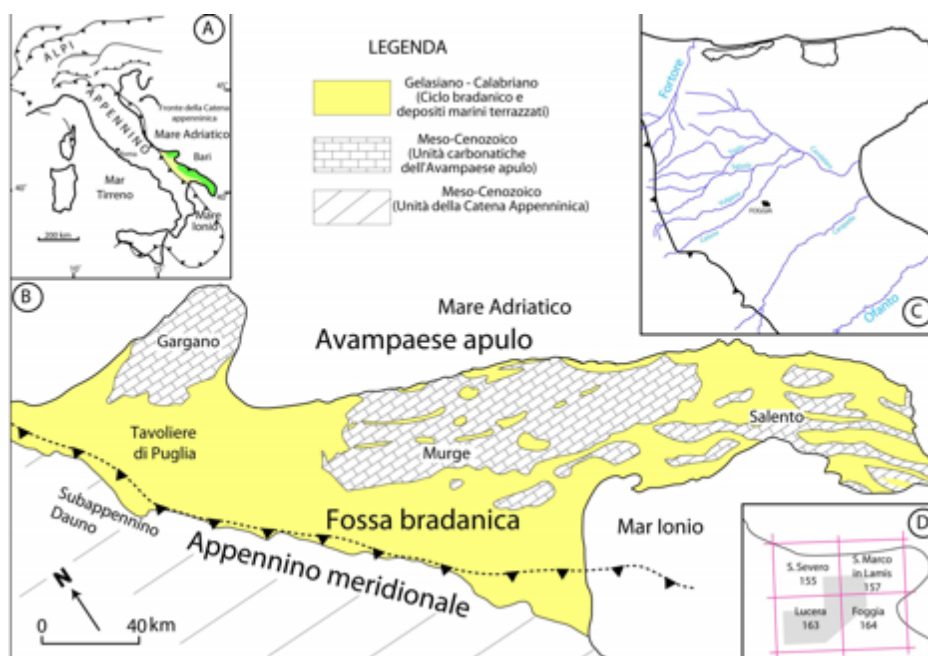 A
ALPI
APPENNINO
Fronte della Catena
appenninica
Mare Adriatico
Roma
Bari
Mar
Tirreno
Mare
Ionio
200 km
LEGENDA
Gelasiano - Calabriano
(Ciclo bradanico e
depositi marini terrazzati)
Meso-Cenozoico
(Unità carbonatiche
dell'Avampaese apulo)
Meso-Cenozoico
(Unità della Catena Appenninica)
Fortore
FOGGIA
Ofanto
C
B
Mare Adriatico
Avampaese apulo
Gargano
Tavoliere
di Puglia
Murge
Salento
Subappennino
Dauno
Fossa bradanica
Appennino meridionale
Mar Ionio
N
0 40 km
D
S. Severo
155
S. Marco
in Lamis
157
Lucera
163
Foggia
164